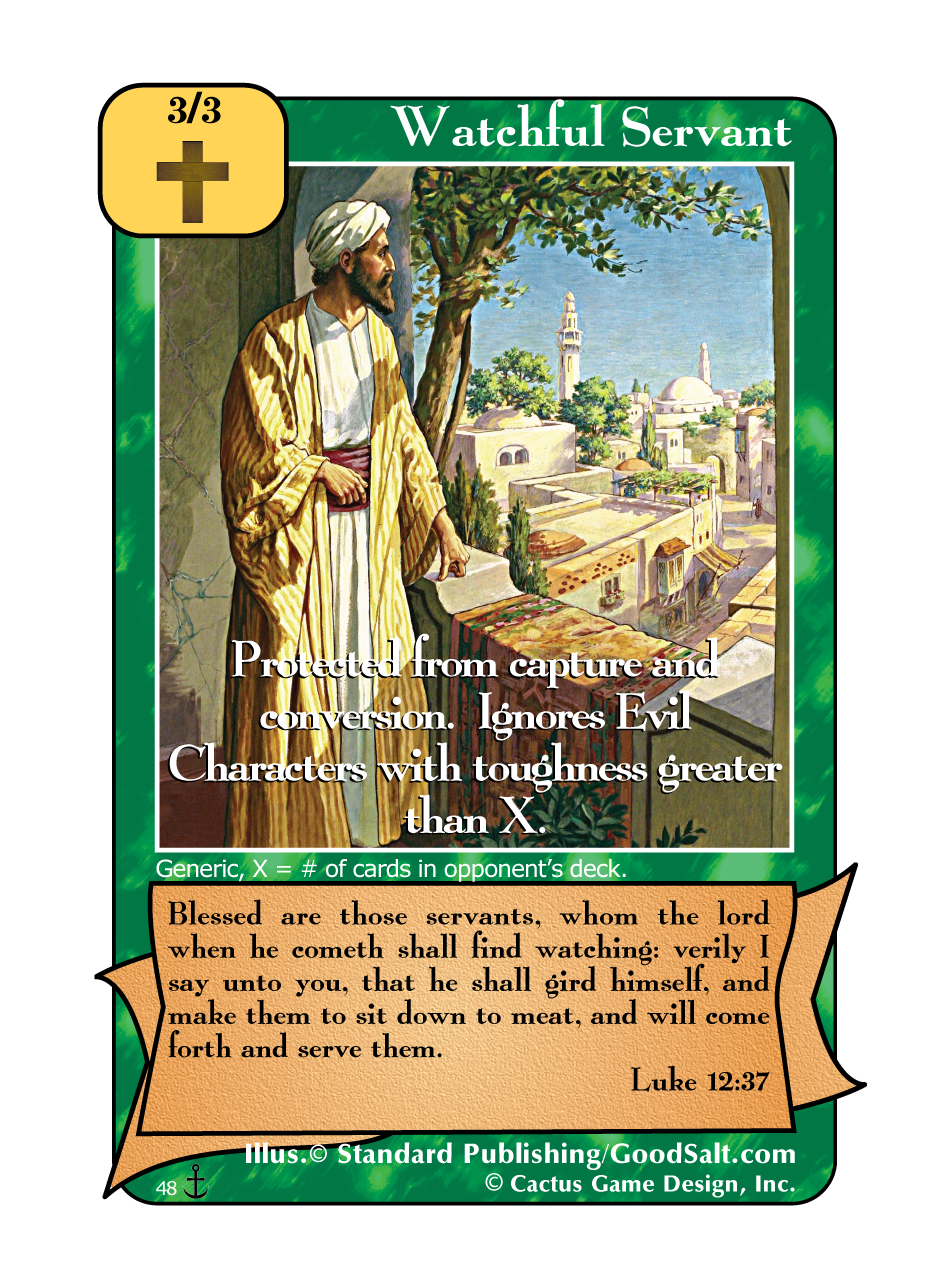 3/3
Watchful Servant
Protected from capture and
conversion. Ignores Evil
Characters with toughness greater
than X.
Generic, X = # of cards in opponent's deck.
Blessed are those servants, whom the lord
when he cometh shall find watching: verily I
say unto you, that he shall gird himself, and
make them to sit down to meat, and will come
forth and serve them.
Luke 12:37
Illus.© Standard Publishing/GoodSalt.com
48
© Cactus Game Design, Inc.